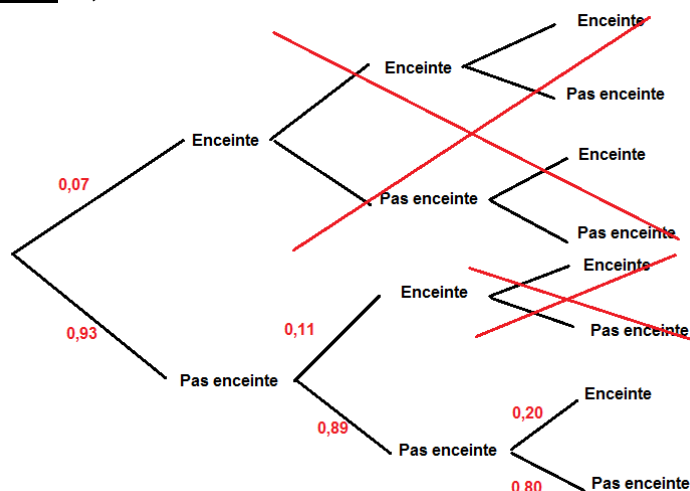 Enceinte
Enceinte
Pas enceinte
Enceinte
Enceinte
0,07
Pas enceinte
Pas enceinte
Enceinte
Enceinte
0,93
0,11
Pas enceinte
Pas enceinte
Enceinte
0,20
0,89
Pas enceinte
Pas enceinte
0,80